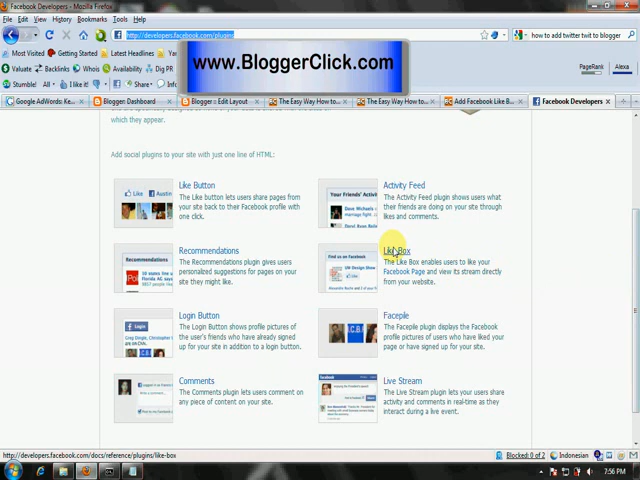 Facebook Developers - Mozilla Firefox
File Edit View History Bookmarks Tools Help
http://developers.facebook.com/plugins
how to add twitter twit to blogger
Most Visited Getting Started Latest Headlines
Valuate Backlinks Whois Availability Dig PR
PageRank Alexa
Stumble! All I like it! Share Info
www.BloggerClick.com
Google AdWords: Ke... Blogger: Dashboard Blogger :: Edit Layout The Easy Way How to... The Easy Way How to... Add Facebook Like B... Facebook Developers
which they appear.
Add social plugins to your site with just one line of HTML:
Like Button
The Like button lets users share pages from
your site back to their Facebook profile with
one click.
Activity Feed
The Activity Feed plugin shows users what
their friends are doing on your site through
likes and comments.
Recommendations
The Recommendations plugin gives users
personalized suggestions for pages on your
site they might like.
Like Box
The Like Box enables users to like your
Facebook Page and view its stream directly
from your website.
Login Button
The Login Button shows profile pictures of
the user's friends who have already signed
up for your site in addition to a login button.
Facepile
The Facepile plugin displays the Facebook
profile pictures of users who have liked your
page or have signed up for your site.
Comments
The Comments plugin lets users comment on
any piece of content on your site.
Live Stream
The Live Stream plugin lets your users share
activity and comments in real-time as they
interact during a live event.
http://developers.facebook.com/docs/reference/plugins/like-box
Blocked: 0 of 2 Indonesian
7:56 PM